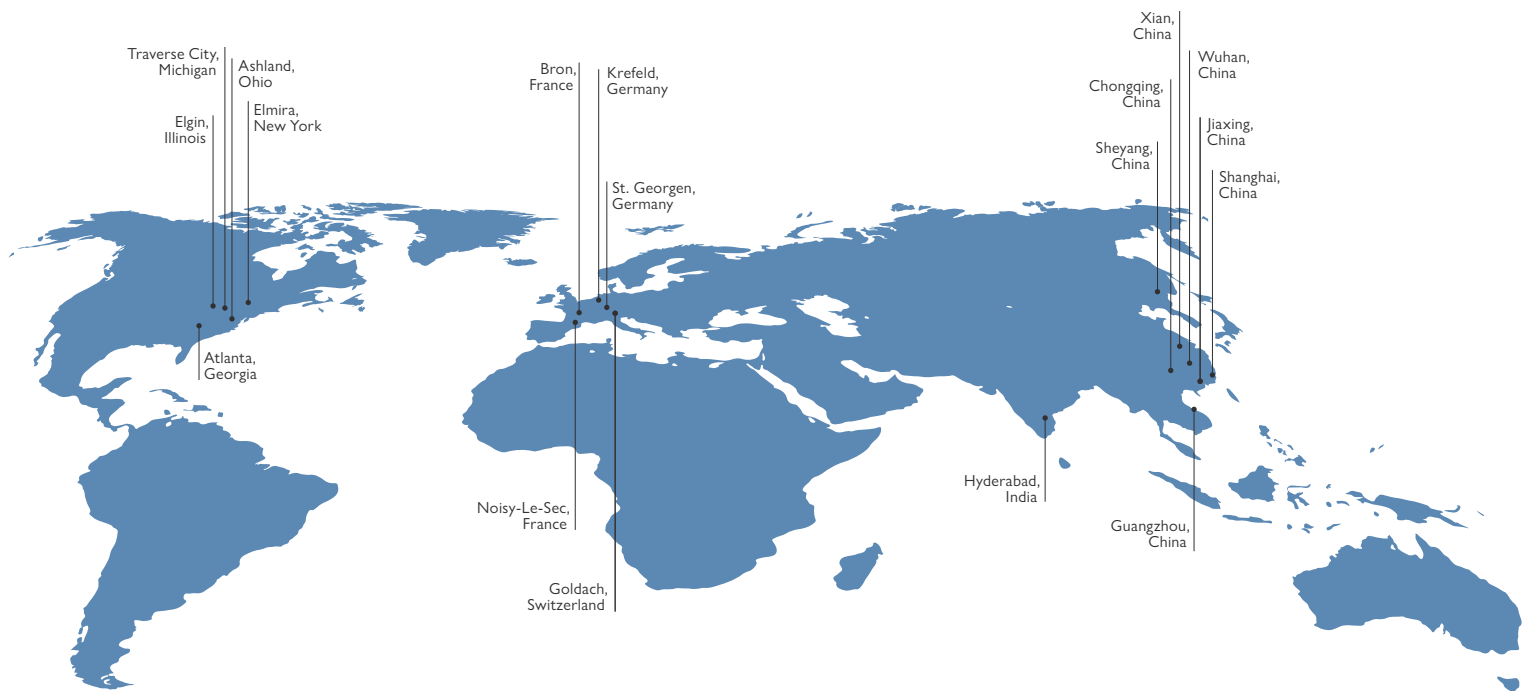 Traverse City,
Michigan
Ashland,
Ohio
Elgin,
Illinois
Elmira,
New York
Atlanta,
Georgia
Bron,
France
Krefeld,
Germany
St. Georgen,
Germany
Noisy-Le-Sec,
France
Goldach,
Switzerland
Xian,
China
Wuhan,
China
Chongqing,
China
Jiaxing,
China
Sheyang,
China
Shanghai,
China
Hyderabad,
India
Guangzhou,
China